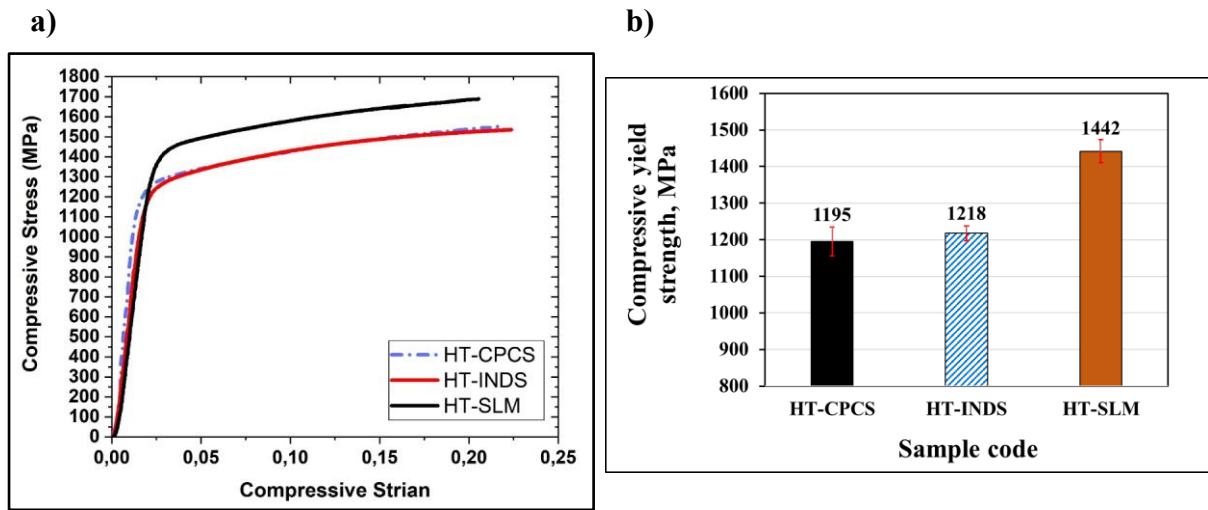 a)
1800
1700
1600
1500
1400
1300
1200
1100
1000
900
800
700
600
500
400
300
200
100
0
Compressive Stress (MPa)
HT-CPCS
HT-INDS
HT-SLM
0,00 0,05 0,10 0,15 0,20 0,25
Compressive Strian
b)
1600
1500
1400
1300
1200
1100
1000
900
800
Compressive yield
strength, MPa
1195
1218
1442
HT-CPCS HT-INDS HT-SLM
Sample code